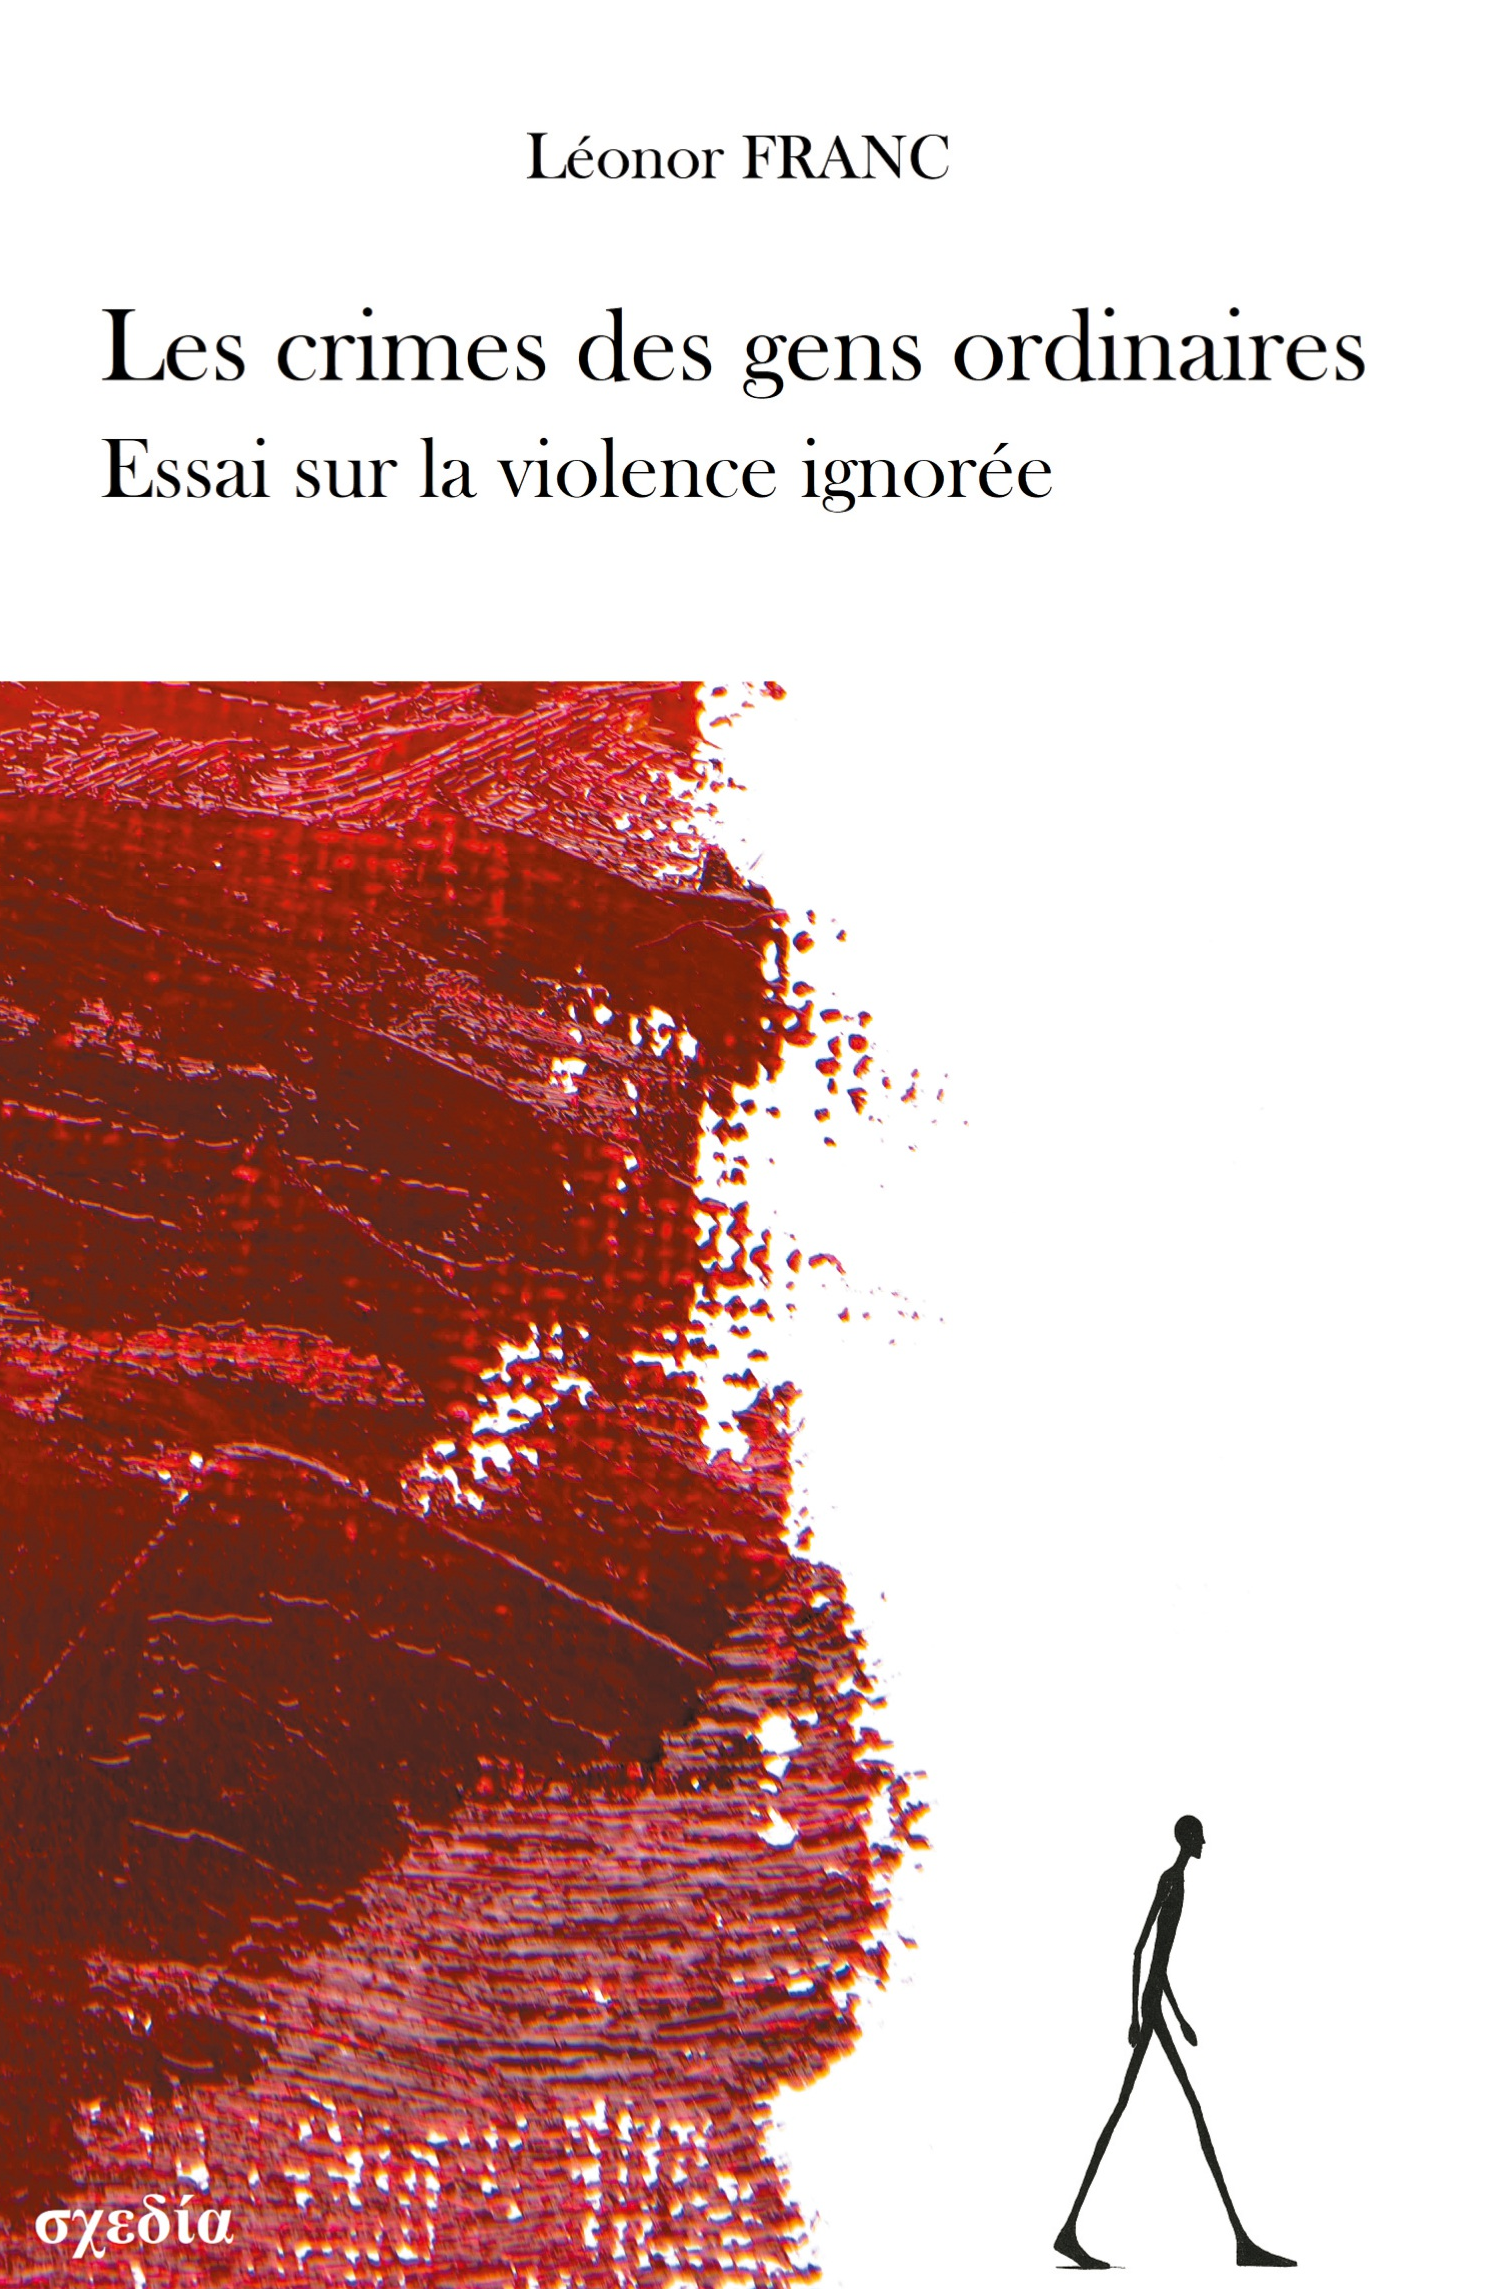 Léonor FRANC
Les crimes des gens ordinaires
Essai sur la violence ignorée
σχεδία